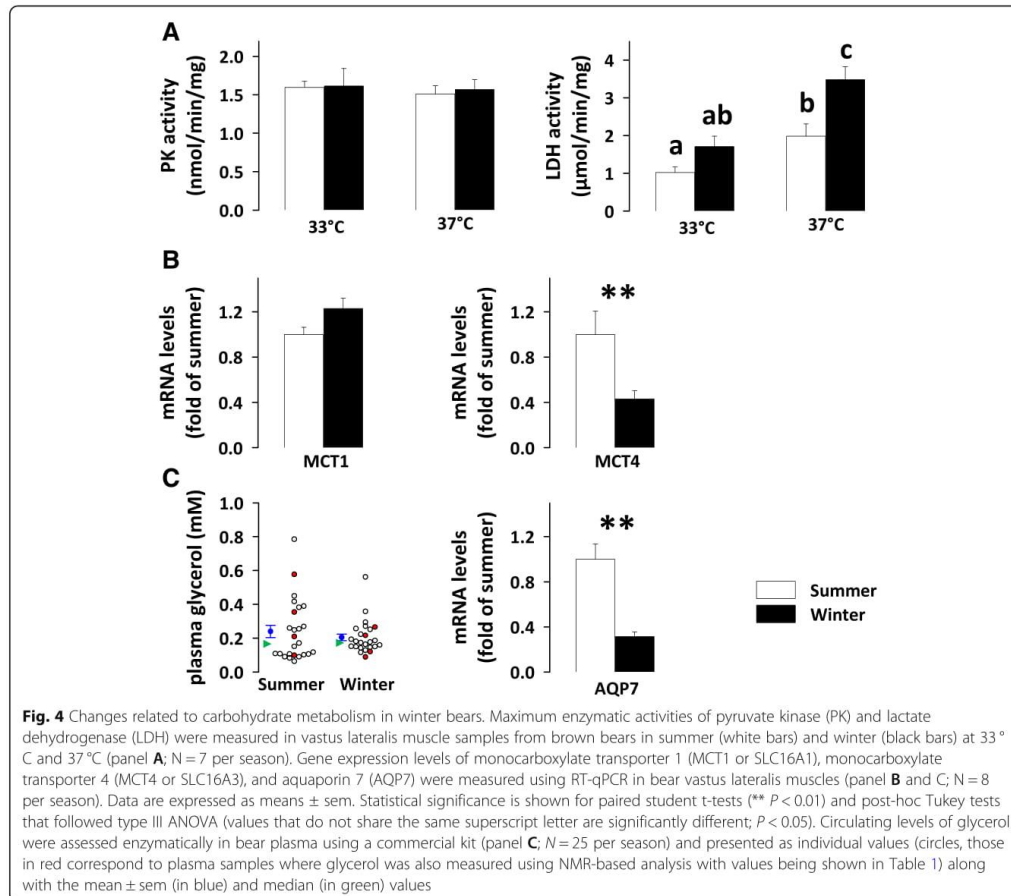 A
PK activity
(nmol/min/mg)
2.0
1.5
1.0
0.5
0.0
33°C
37°C
LDH activity
(µmol/min/mg)
4
3
2
1
0
a
ab
b
c
33°C
37°C
B
mRNA levels
(fold of summer)
1.2
0.8
0.4
0.0
MCT1
mRNA levels
(fold of summer)
1.2
0.8
0.4
0.0
**
MCT4
C
plasma glycerol (mM)
1.0
0.8
0.6
0.4
0.2
0.0
Summer
Winter
mRNA levels
(fold of summer)
1.2
0.8
0.4
0.0
**
AQP7
Summer
Winter
Fig. 4 Changes related to carbohydrate metabolism in winter bears. Maximum enzymatic activities of pyruvate kinase (PK) and lactate
dehydrogenase (LDH) were measured in vastus lateralis muscle samples from brown bears in summer (white bars) and winter (black bars) at 33 °
C and 37 °C (panel A; N = 7 per season). Gene expression levels of monocarboxylate transporter 1 (MCT1 or SLC16A1), monocarboxylate
transporter 4 (MCT4 or SLC16A3), and aquaporin 7 (AQP7) were measured using RT-qPCR in bear vastus lateralis muscles (panel B and C; N = 8
per season). Data are expressed as means ± sem. Statistical significance is shown for paired student t-tests (** P < 0.01) and post-hoc Tukey tests
that followed type III ANOVA (values that do not share the same superscript letter are significantly different; P < 0.05). Circulating levels of glycerol
were assessed enzymatically in bear plasma using a commercial kit (panel C; N = 25 per season) and presented as individual values (circles, those
in red correspond to plasma samples where glycerol was also measured using NMR-based analysis with values being shown in Table 1) along
with the mean ± sem (in blue) and median (in green) values